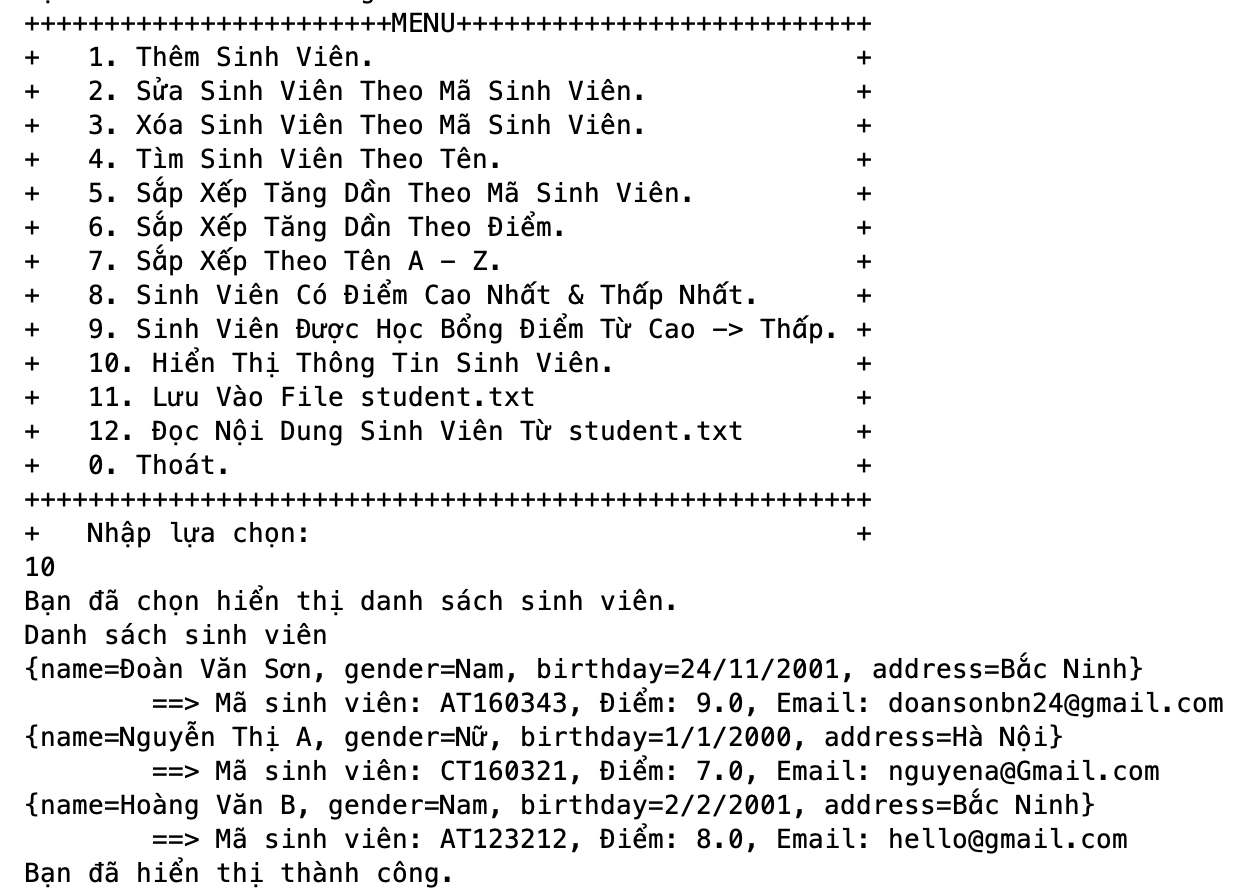 +++++++++++++++++++++++MENU++++++++++++++++++++++++++
+   1. Thêm Sinh Viên.                              +
+   2. Sửa Sinh Viên Theo Mã Sinh Viên.             +
+   3. Xóa Sinh Viên Theo Mã Sinh Viên.             +
+   4. Tìm Sinh Viên Theo Tên.                      +
+   5. Sắp Xếp Tăng Dần Theo Mã Sinh Viên.          +
+   6. Sắp Xếp Tăng Dần Theo Điểm.                  +
+   7. Sắp Xếp Theo Tên A - Z.                      +
+   8. Sinh Viên Có Điểm Cao Nhất & Thấp Nhất.      +
+   9. Sinh Viên Được Học Bổng Điểm Từ Cao -> Thấp. +
+   10. Hiển Thị Thông Tin Sinh Viên.               +
+   11. Lưu Vào File student.txt                    +
+   12. Đọc Nội Dung Sinh Viên Từ student.txt       +
+   0. Thoát.                                       +
+++++++++++++++++++++++++++++++++++++++++++++++++++++
+   Nhập lựa chọn:                                  +
10
Bạn đã chọn hiển thị danh sách sinh viên.
Danh sách sinh viên
{name=Đoàn Văn Sơn, gender=Nam, birthday=24/11/2001, address=Bắc Ninh}
        ==> Mã sinh viên: AT160343, Điểm: 9.0, Email: doansonbn24@gmail.com
{name=Nguyễn Thị A, gender=Nữ, birthday=1/1/2000, address=Hà Nội}
        ==> Mã sinh viên: CT160321, Điểm: 7.0, Email: nguyena@Gmail.com
{name=Hoàng Văn B, gender=Nam, birthday=2/2/2001, address=Bắc Ninh}
        ==> Mã sinh viên: AT123212, Điểm: 8.0, Email: hello@gmail.com
Bạn đã hiển thị thành công.